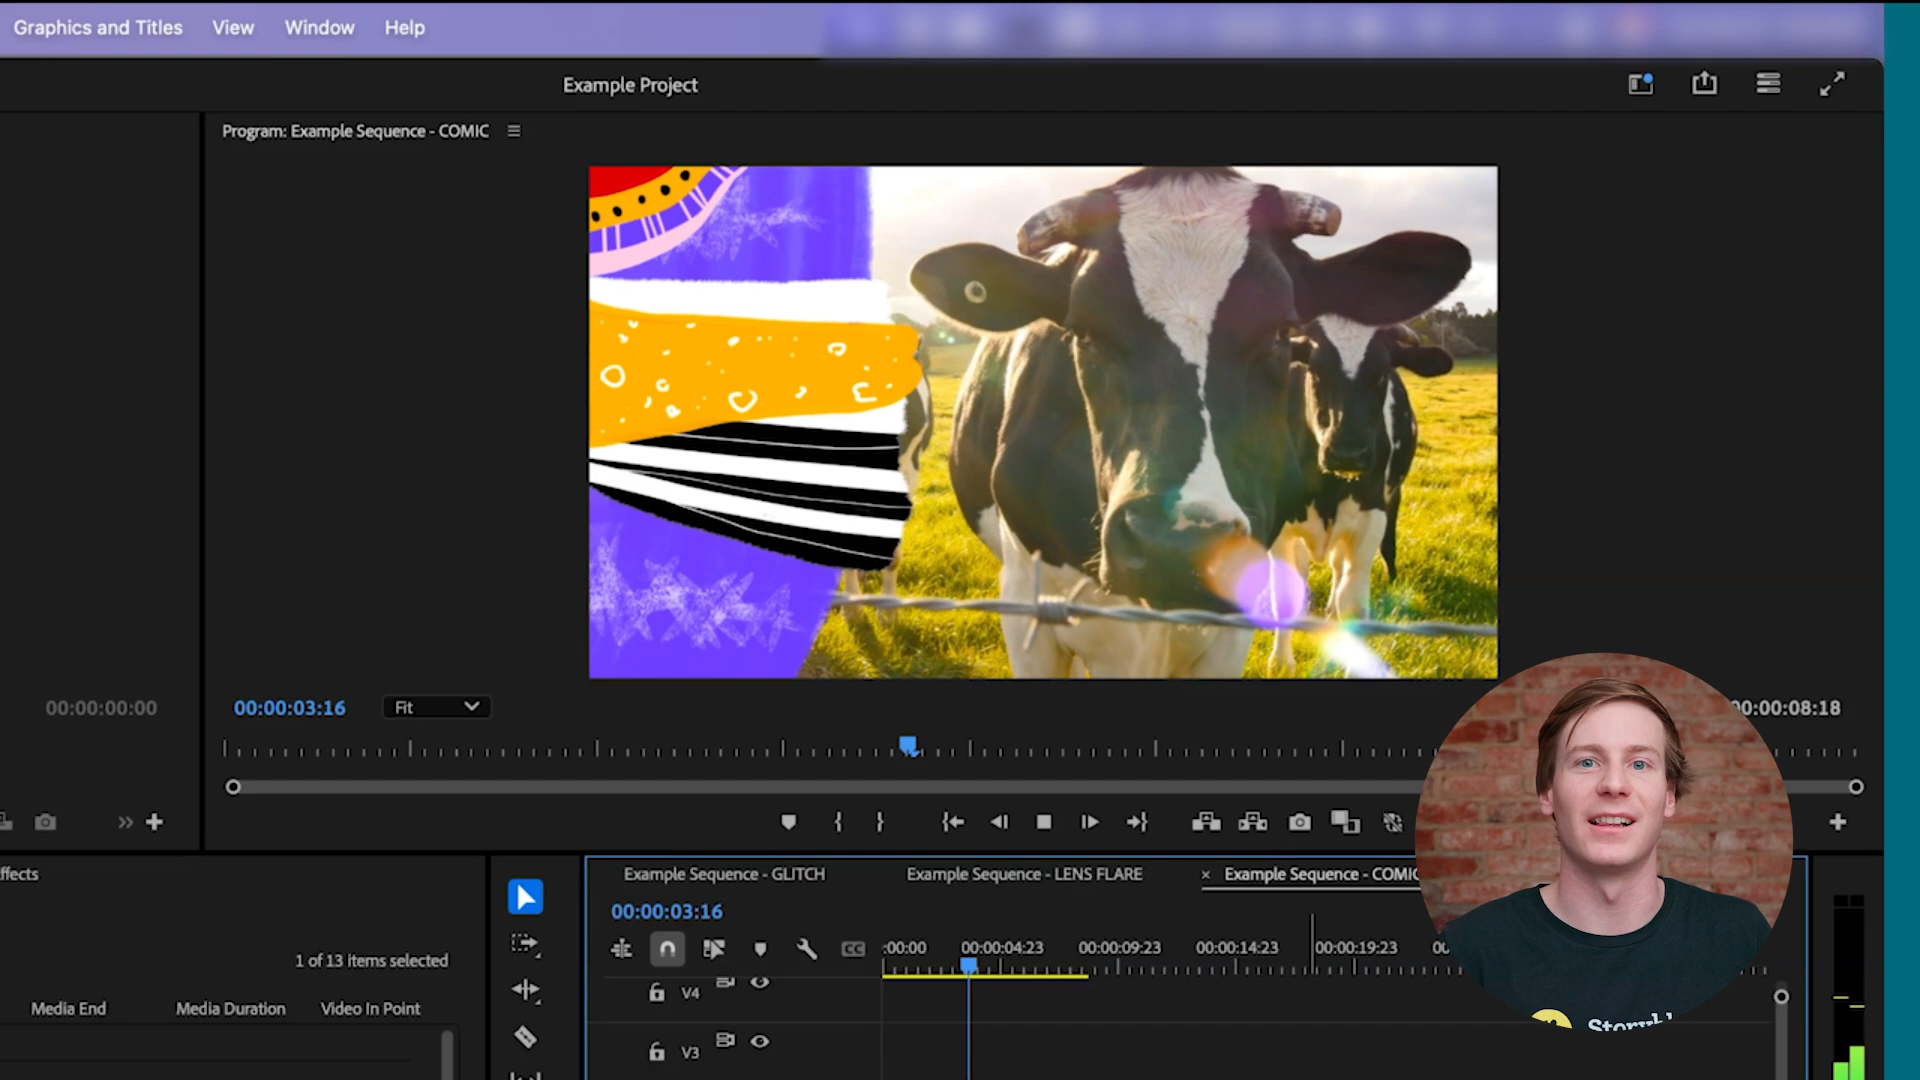 Graphics and Titles View Window Help
Example Project
Program: Example Sequence - COMIC
00:00:00:00
00:00:03:16
Fit
00:00:08:18
ffects
Example Sequence - GLITCH
Example Sequence - LENS FLARE
× Example Sequence - COMIC
00:00:03:16
CC
:00:00 00:00:04:23 00:00:09:23 00:00:14:23 00:00:19:23 00
1 of 13 items selected
V4
Media End Media Duration Video In Point
V3